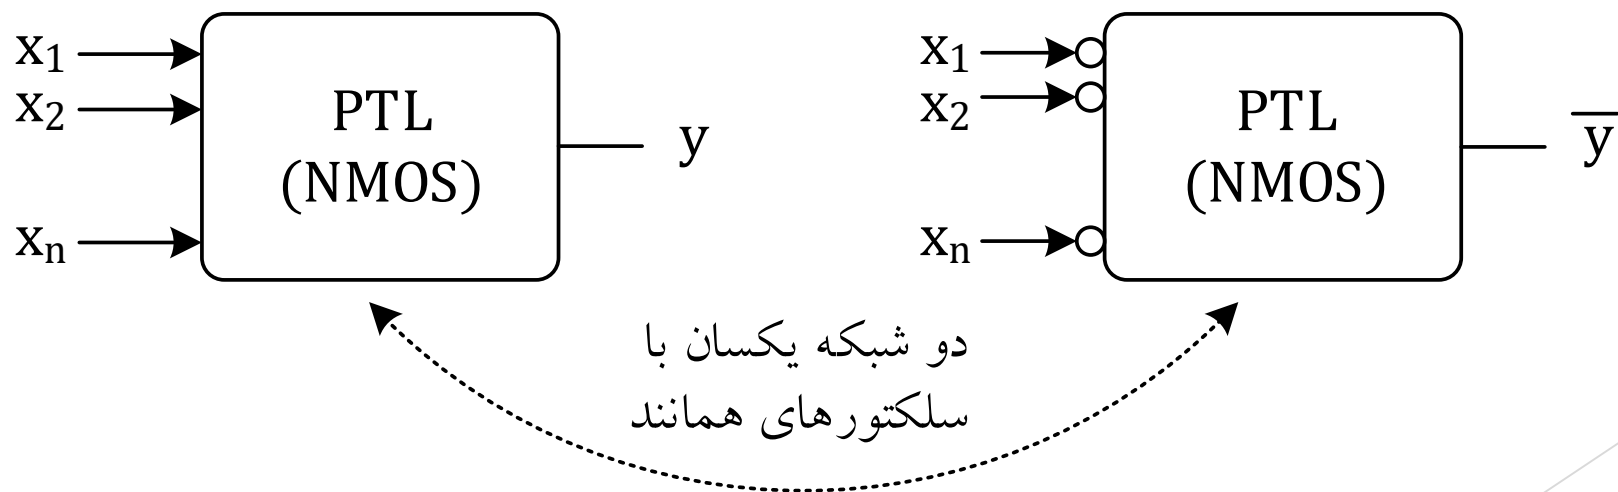 x₁
x₂
xₙ
PTL
(NMOS)
y
x₁
x₂
xₙ
PTL
(NMOS)
y̅
دو شبکه یکسان با
سلکتورهای همانند